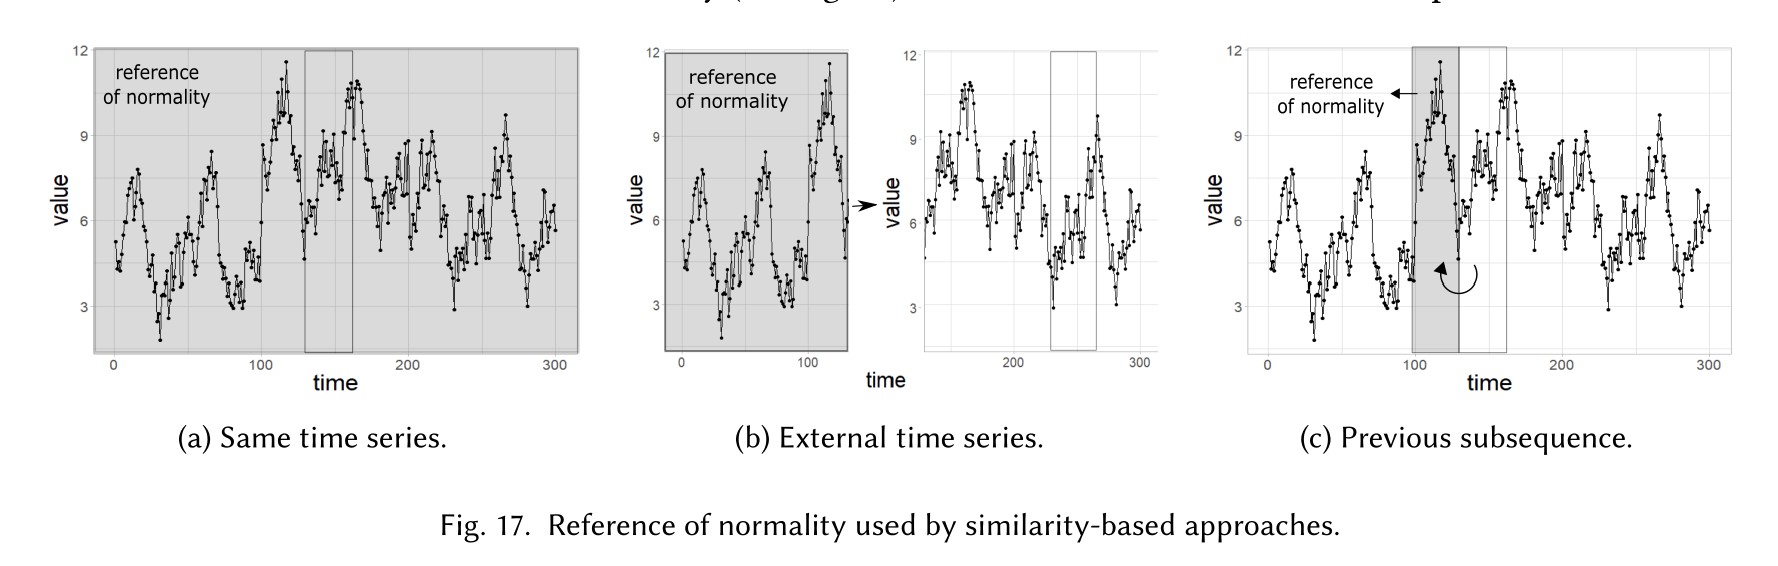 12
9
6
3
value
reference
of normality
0
100
200
300
time
12
9
6
3
value
reference
of normality
0
100
12
9
6
3
value
200
300
time
12
9
6
3
value
reference
of normality
0
100
200
300
time
(a) Same time series.
(b) External time series.
(c) Previous subsequence.
Fig. 17. Reference of normality used by similarity-based approaches.